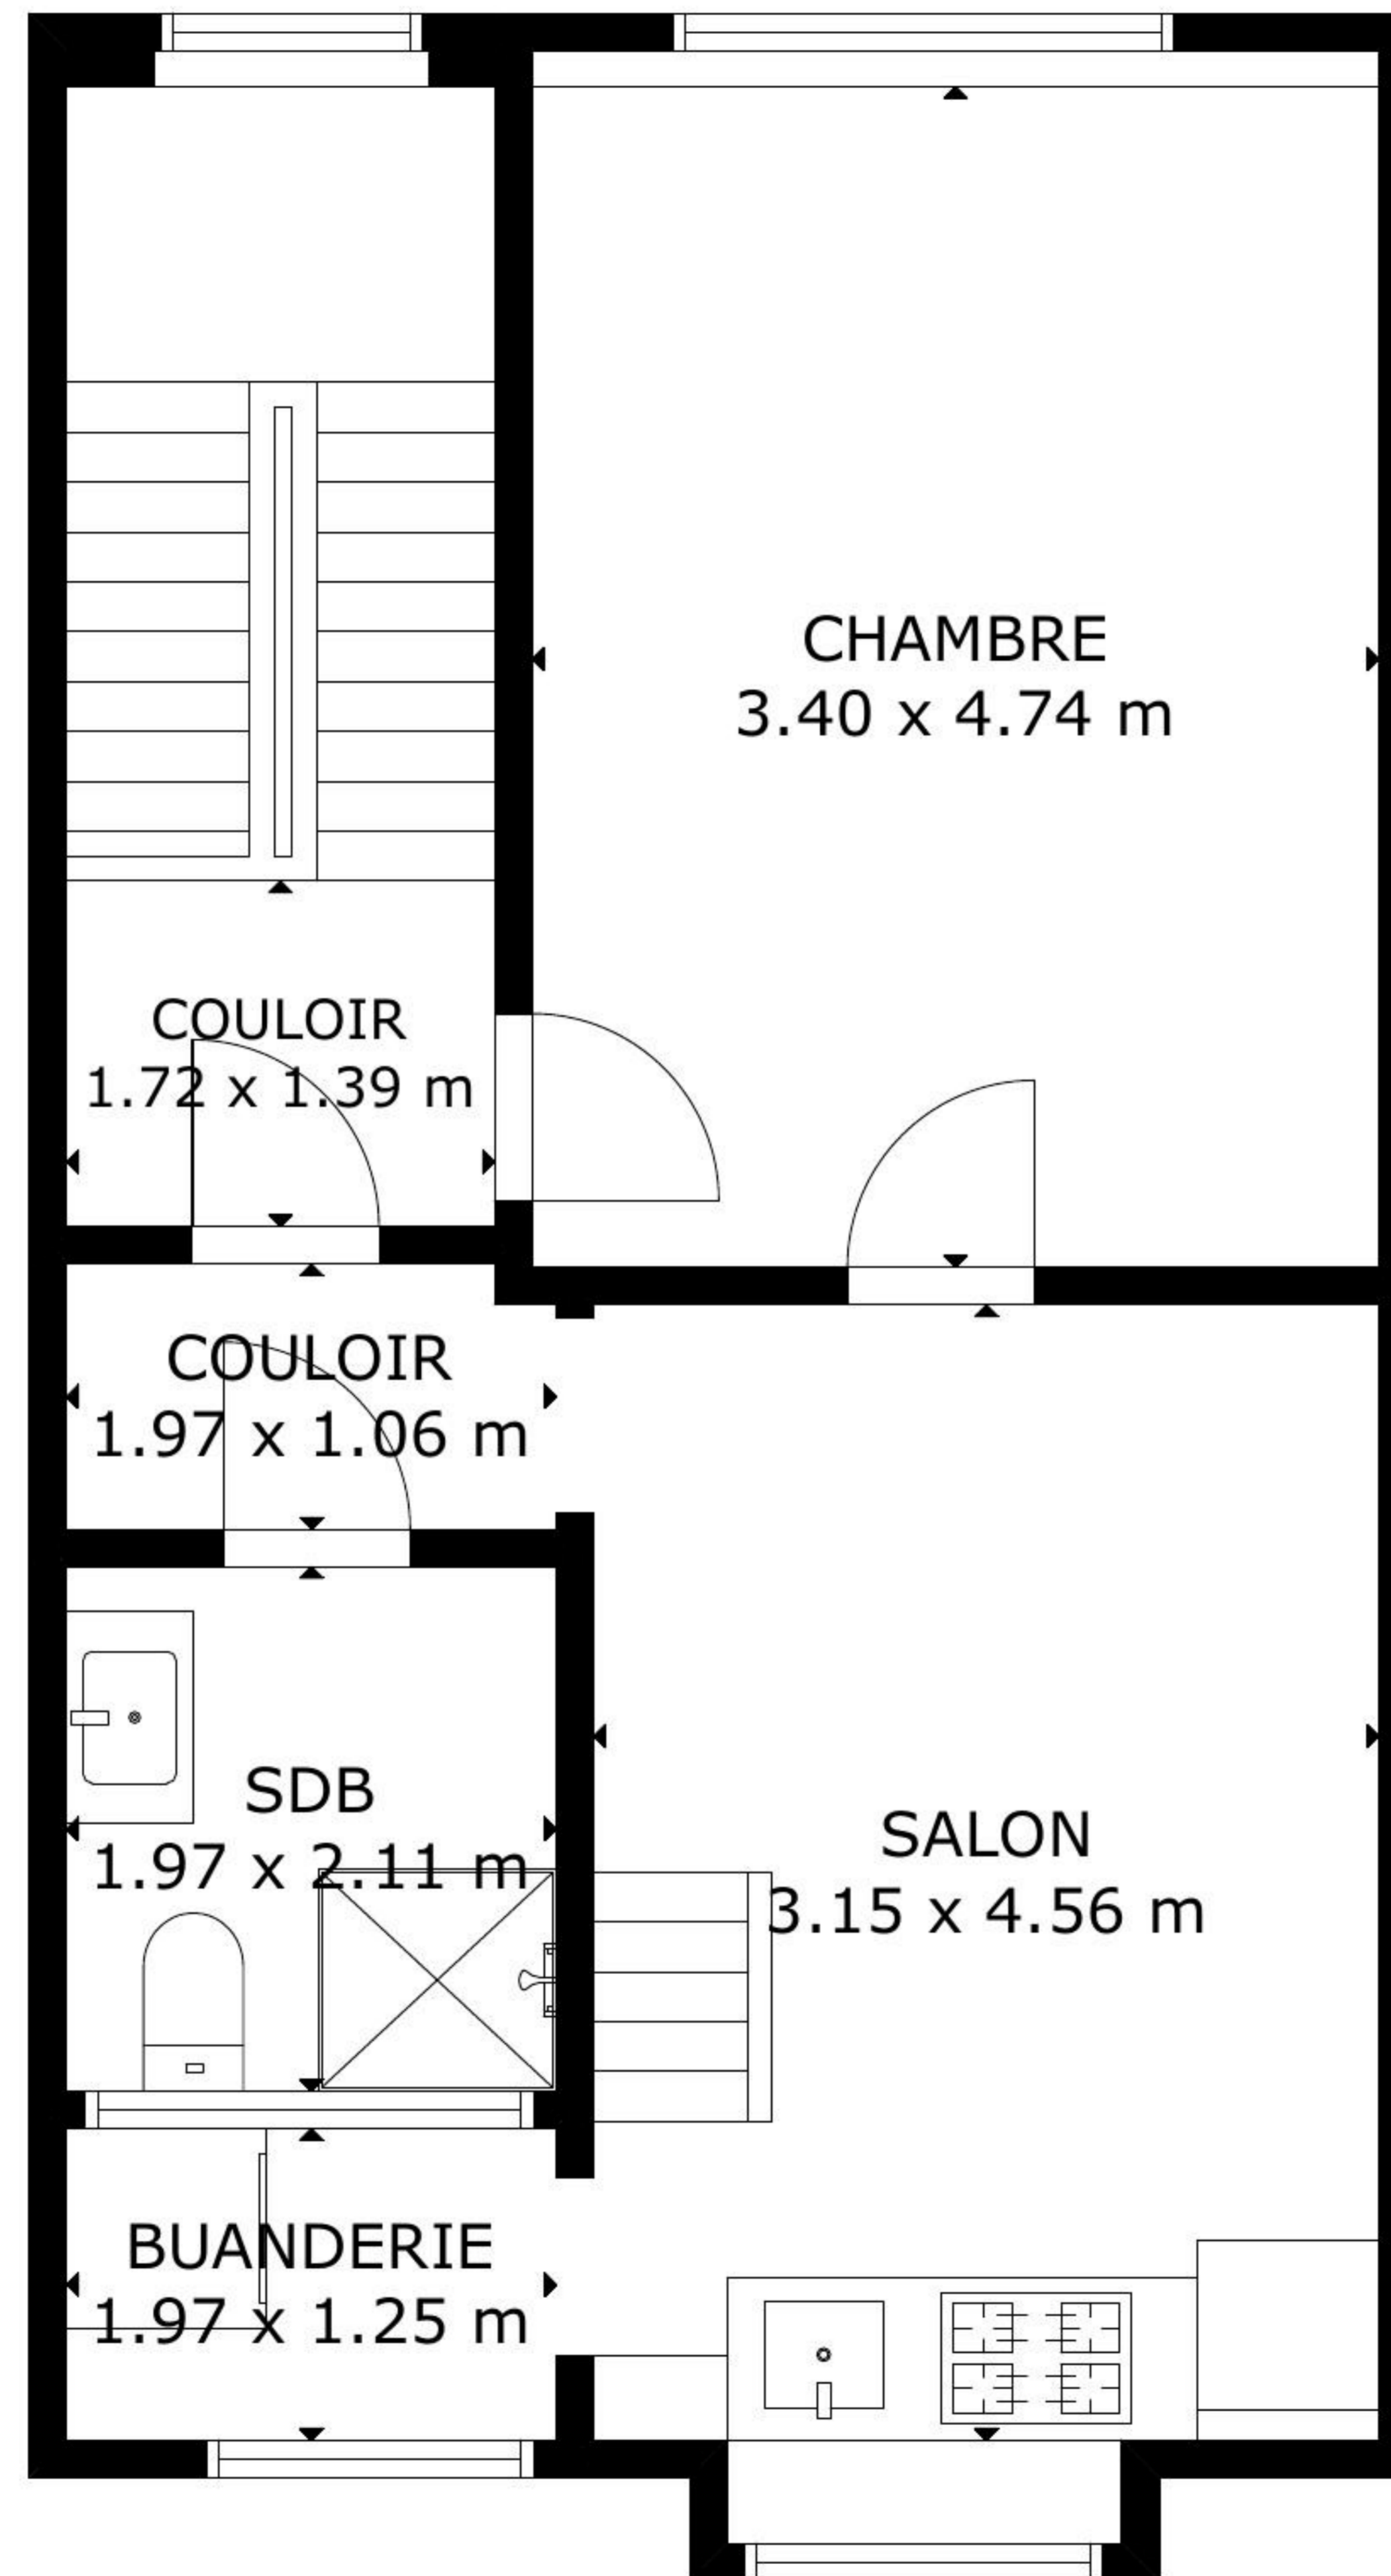 CHAMBRE
3.40 x 4.74 m
COULOIR
1.72 x 1.39 m
COULOIR
1.97 x 1.06 m
SDB
1.97 x 2.11 m
SALON
3.15 x 4.56 m
BUANDERIE
1.97 x 1.25 m